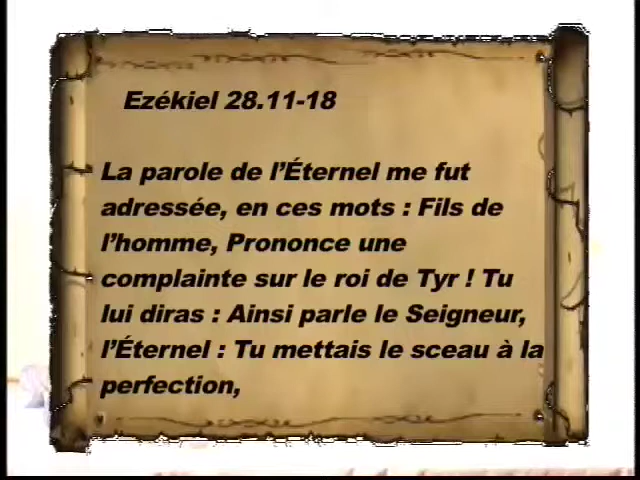 Ezékiel 28.11-18
La parole de l’Éternel me fut
adressée, en ces mots : Fils de
l’homme, Prononce une
complainte sur le roi de Tyr ! Tu
lui diras : Ainsi parle le Seigneur,
l’Éternel : Tu mettais le sceau à la
perfection,